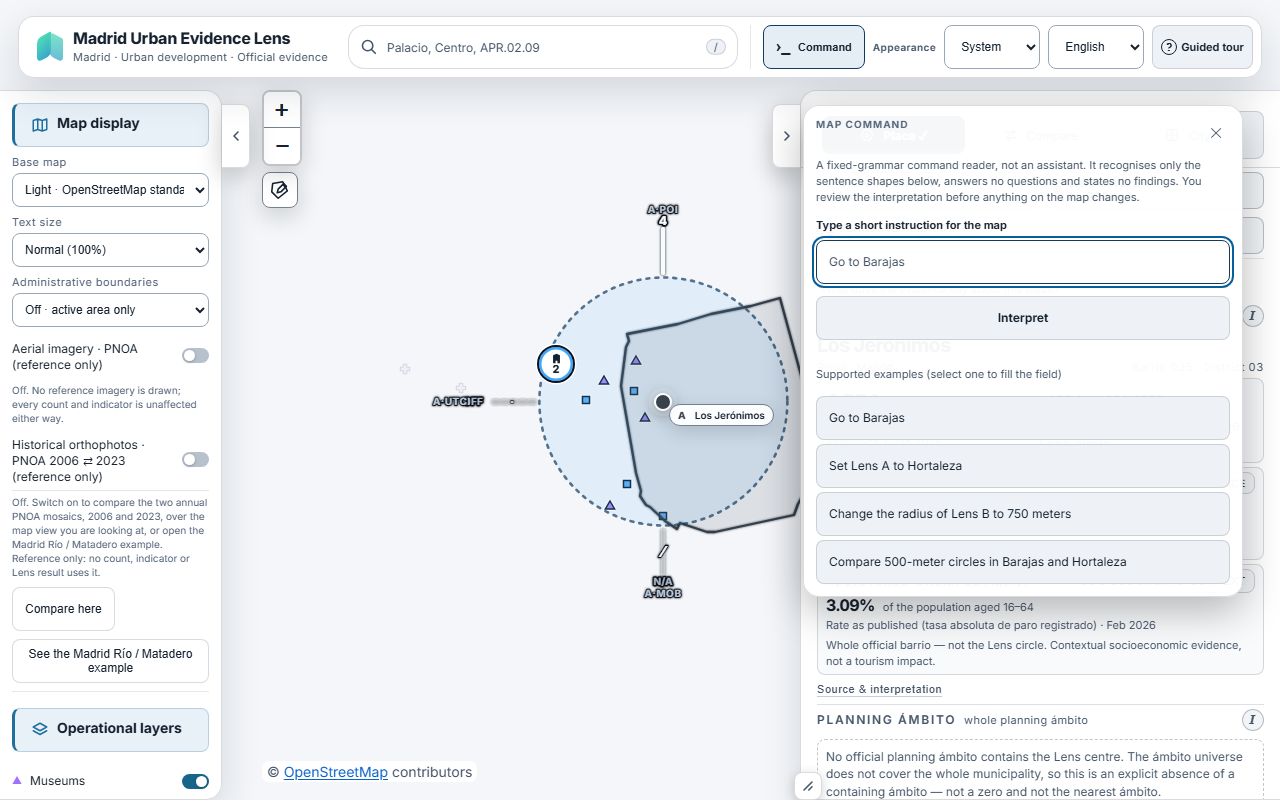 Madrid Urban Evidence Lens
Madrid · Urban development · Official evidence
Palacio, Centro, APR.02.09
/
Command
Appearance
System
English
? Guided tour
Map display
Base map
Light · OpenStreetMap standa
Text size
Normal (100%)
Administrative boundaries
Off · active area only
Aerial imagery · PNOA
(reference only)
Off. No reference imagery is drawn;
every count and indicator is unaffected
either way.
Historical orthophotos ·
PNOA 2006 ⇄ 2023
(reference only)
Off. Switch on to compare the two annual
PNOA mosaics, 2006 and 2023, over the
map view you are looking at, or open the
Madrid Río / Matadero example.
Reference only: no count, indicator or
Lens result uses it.
Compare here
See the Madrid Río / Matadero
example
Operational layers
Museums
+
−
A-POI
4
2
A-UTCIFF
-
A Los Jerónimos
/
N/A
A-MOB
© OpenStreetMap contributors
MAP COMMAND
A fixed-grammar command reader, not an assistant. It recognises only the
sentence shapes below, answers no questions and states no findings. You
review the interpretation before anything on the map changes.
Type a short instruction for the map
Go to Barajas
Interpret
Los Jerónimos
03
Supported examples (select one to fill the field)
Go to Barajas
Set Lens A to Hortaleza
Change the radius of Lens B to 750 meters
Compare 500-meter circles in Barajas and Hortaleza
3.09% of the population aged 16–64
Rate as published (tasa absoluta de paro registrado) · Feb 2026
Whole official barrio — not the Lens circle. Contextual socioeconomic evidence,
not a tourism impact.
Source & interpretation
PLANNING ÁMBITO whole planning ámbito
I
No official planning ámbito contains the Lens centre. The ámbito universe
does not cover the whole municipality, so this is an explicit absence of a
containing ámbito — not a zero and not the nearest ámbito.